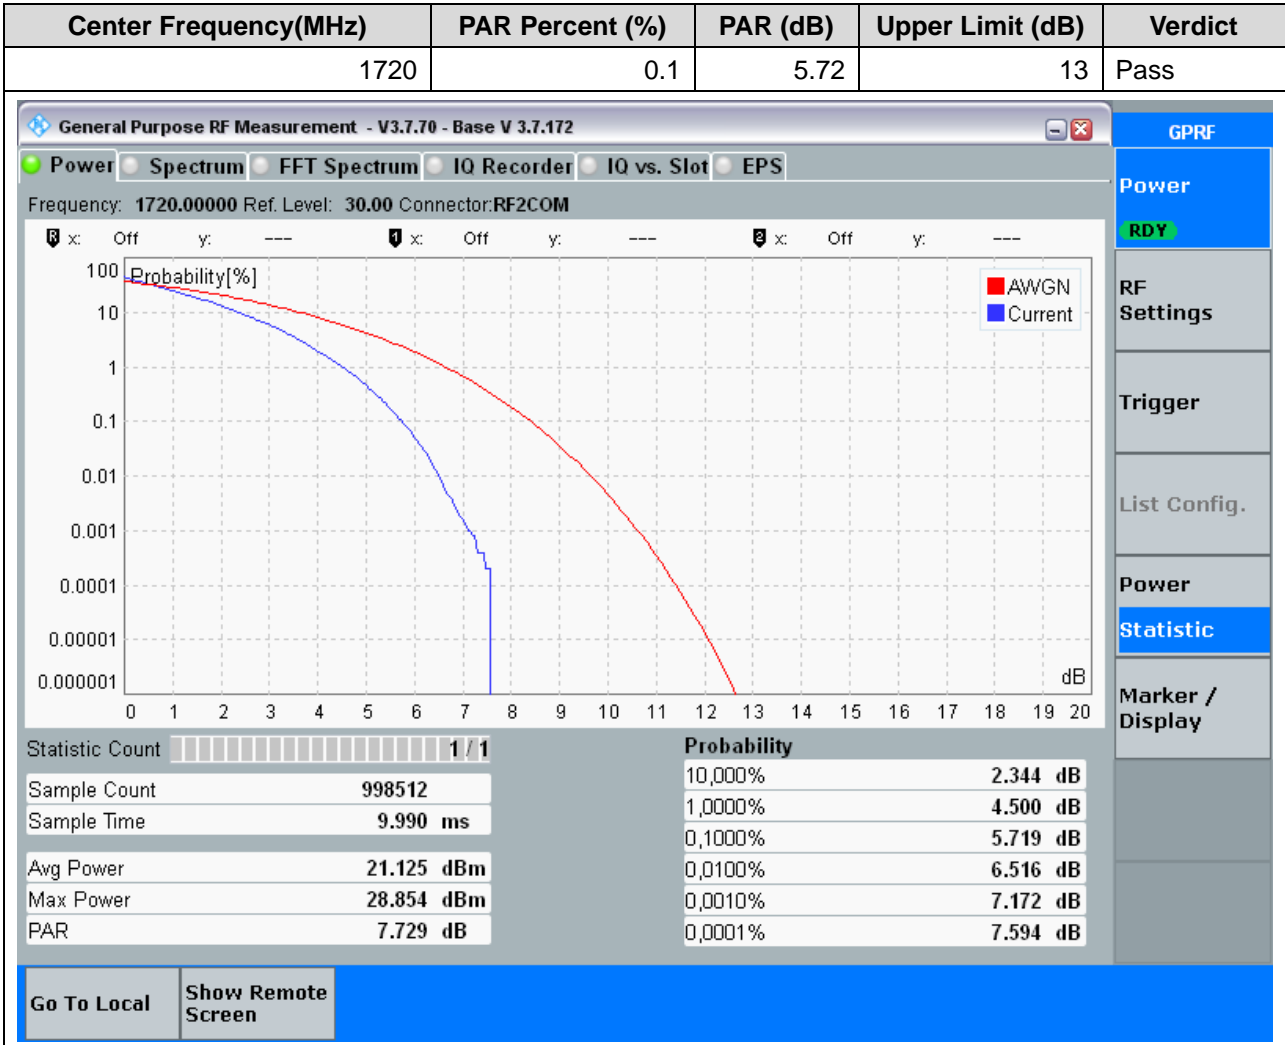 Center Frequency(MHz) PAR Percent (%) PAR (dB) Upper Limit (dB) Verdict
1720 0.1 5.72 13 Pass
General Purpose RF Measurement - V3.7.70 - Base V 3.7.172
GPRF
Power Spectrum FFT Spectrum IQ Recorder IQ vs. Slot EPS
Power
RDY
Frequency: 1720.00000 Ref. Level: 30.00 Connector:RF2COM
R x: Off y: --- 1 x: Off y: --- 2 x: Off y: ---
Probability[%]
AWGN
Current
100
10
1
0.1
0.01
0.001
0.0001
0.00001
0.000001
dB
0 1 2 3 4 5 6 7 8 9 10 11 12 13 14 15 16 17 18 19 20
RF
Settings
Trigger
List Config.
Power
Statistic
Marker /
Display
Statistic Count 1 / 1
Sample Count 998512
Sample Time 9.990 ms
Avg Power 21.125 dBm
Max Power 28.854 dBm
PAR 7.729 dB
Probability
10,000% 2.344 dB
1,0000% 4.500 dB
0,1000% 5.719 dB
0,0100% 6.516 dB
0,0010% 7.172 dB
0,0001% 7.594 dB
Go To Local
Show Remote
Screen